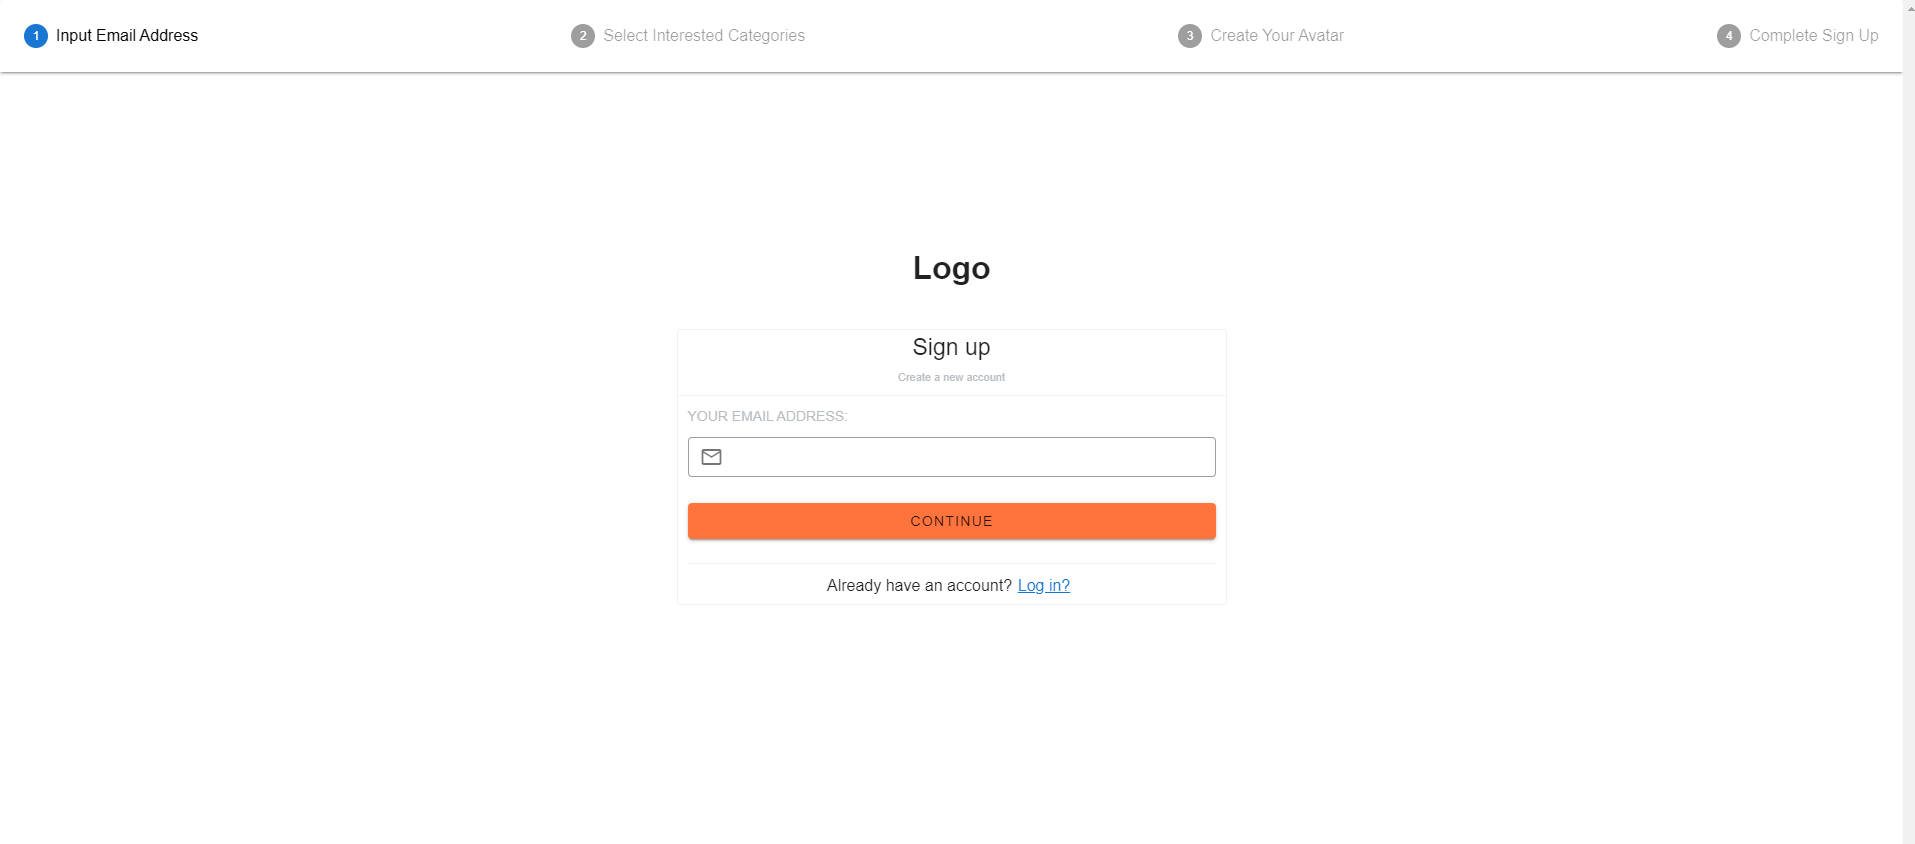 1 Input Email Address 2 Select Interested Categories 3 Create Your Avatar 4 Complete Sign Up
Logo
Sign up
Create a new account
YOUR EMAIL ADDRESS:
CONTINUE
Already have an account? Log in?